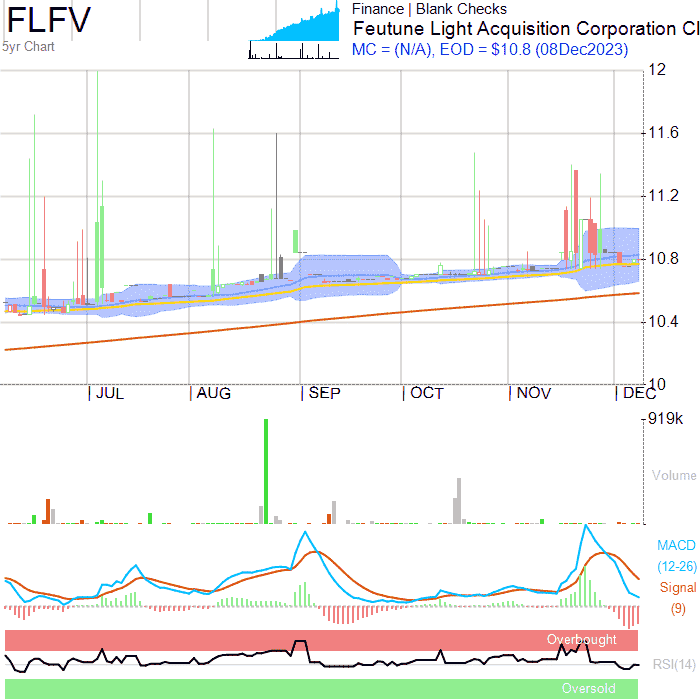 FLFV
5yr Chart
Finance | Blank Checks
Feutune Light Acquisition Corporation Cl
MC = (N/A), EOD = $10.8 (08Dec2023)
12
11.6
11.2
10.8
10.4
10
JUL AUG SEP OCT NOV DEC
919k
Volume
MACD
(12-26)
Signal
(9)
Overbought
RSI(14)
Oversold